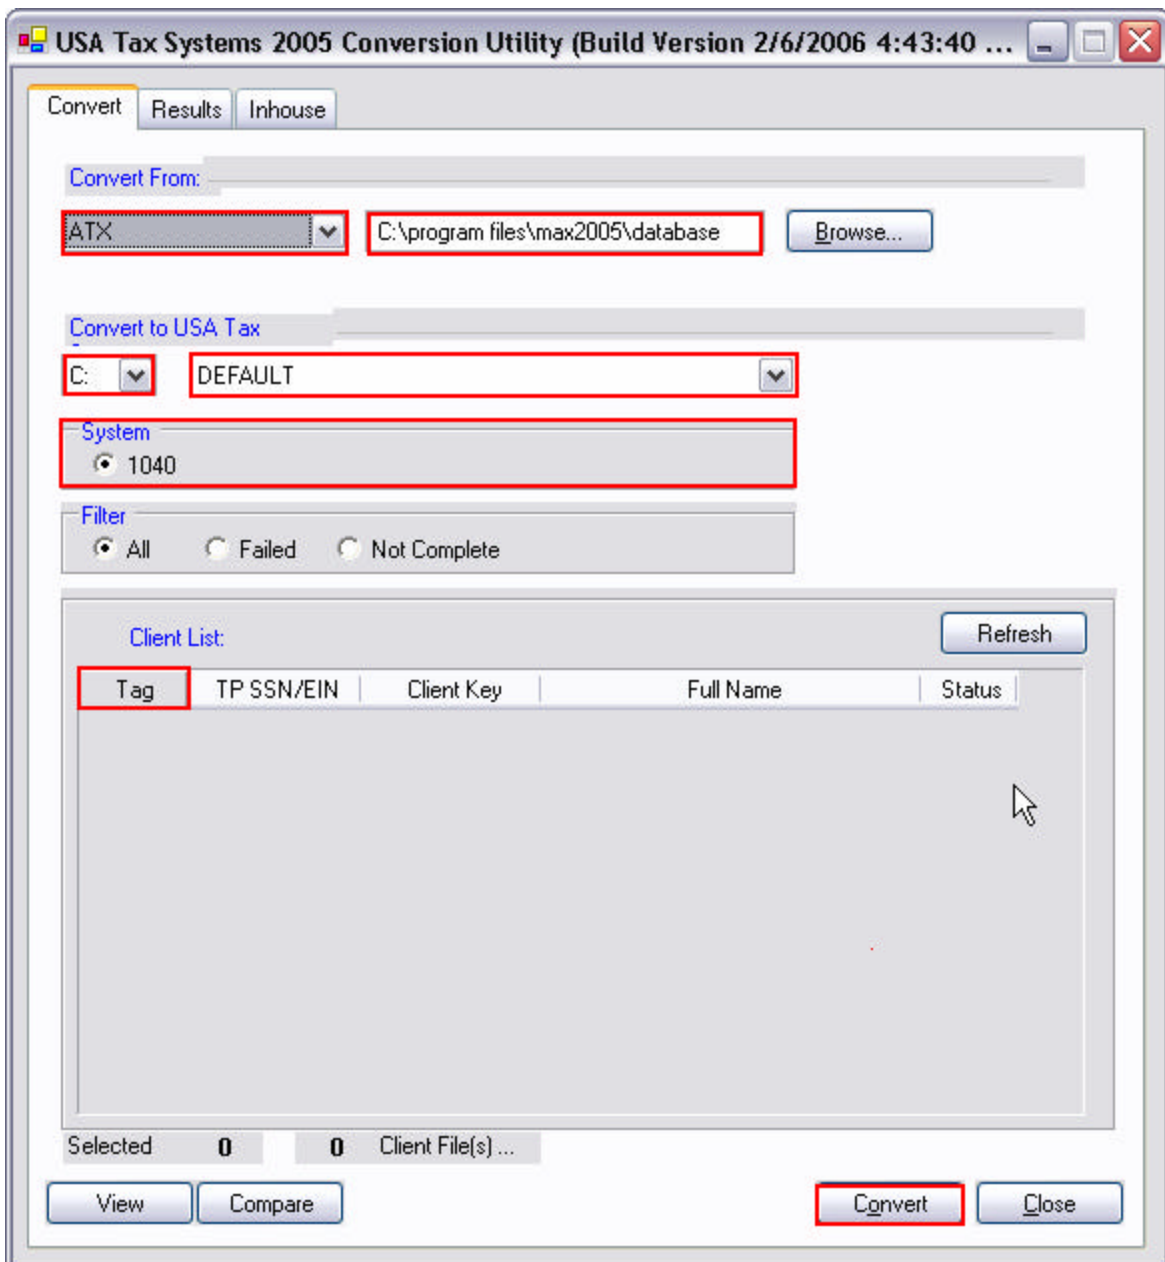 USA Tax Systems 2005 Conversion Utility (Build Version 2/6/2006 4:43:40 ...
Convert Results Inhouse
Convert From:
ATX C:\program files\max2005\database Browse...
Convert to USA Tax
C: DEFAULT
System
1040
Filter
All Failed Not Complete
Client List: Refresh
Tag TP SSN/EIN Client Key Full Name Status
Selected 0 0 Client File(s) ...
View Compare Convert Close